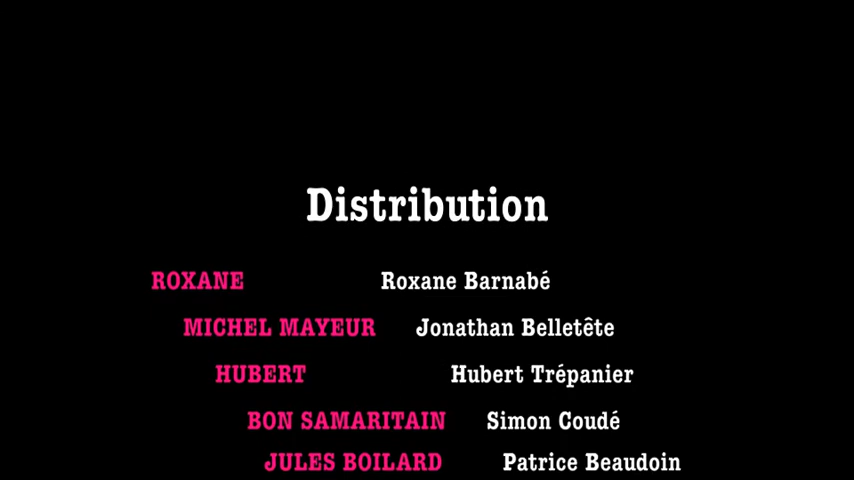 Distribution
ROXANE Roxane Barnabé
MICHEL MAYEUR Jonathan Belletête
HUBERT Hubert Trépanier
BON SAMARITAIN Simon Coudé
JULES BOILARD Patrice Beaudoin